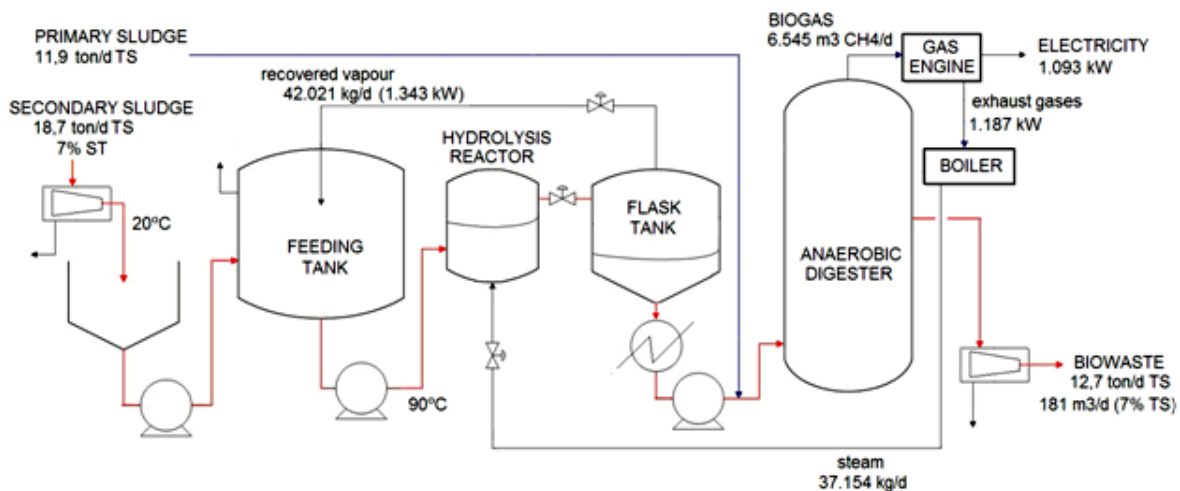 PRIMARY SLUDGE
11,9 ton/d TS
SECONDARY SLUDGE
18,7 ton/d TS
7% ST
20ºC
recovered vapour
42.021 kg/d (1.343 kW)
FEEDING
TANK
90ºC
HYDROLYSIS
REACTOR
FLASK
TANK
BIOGAS
6.545 m3 CH4/d
GAS
ENGINE
ELECTRICITY
1.093 kW
exhaust gases
1.187 kW
BOILER
ANAEROBIC
DIGESTER
BIOWASTE
12,7 ton/d TS
181 m3/d (7% TS)
steam
37.154 kg/d